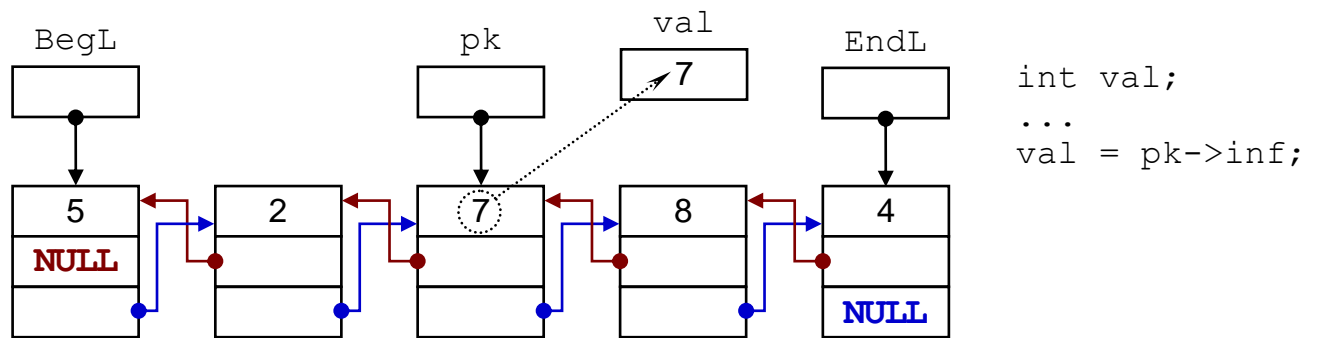 BegL pk val EndL
7
int val;
...
val = pk->inf;
5 2 7 8 4
NULL
NULL